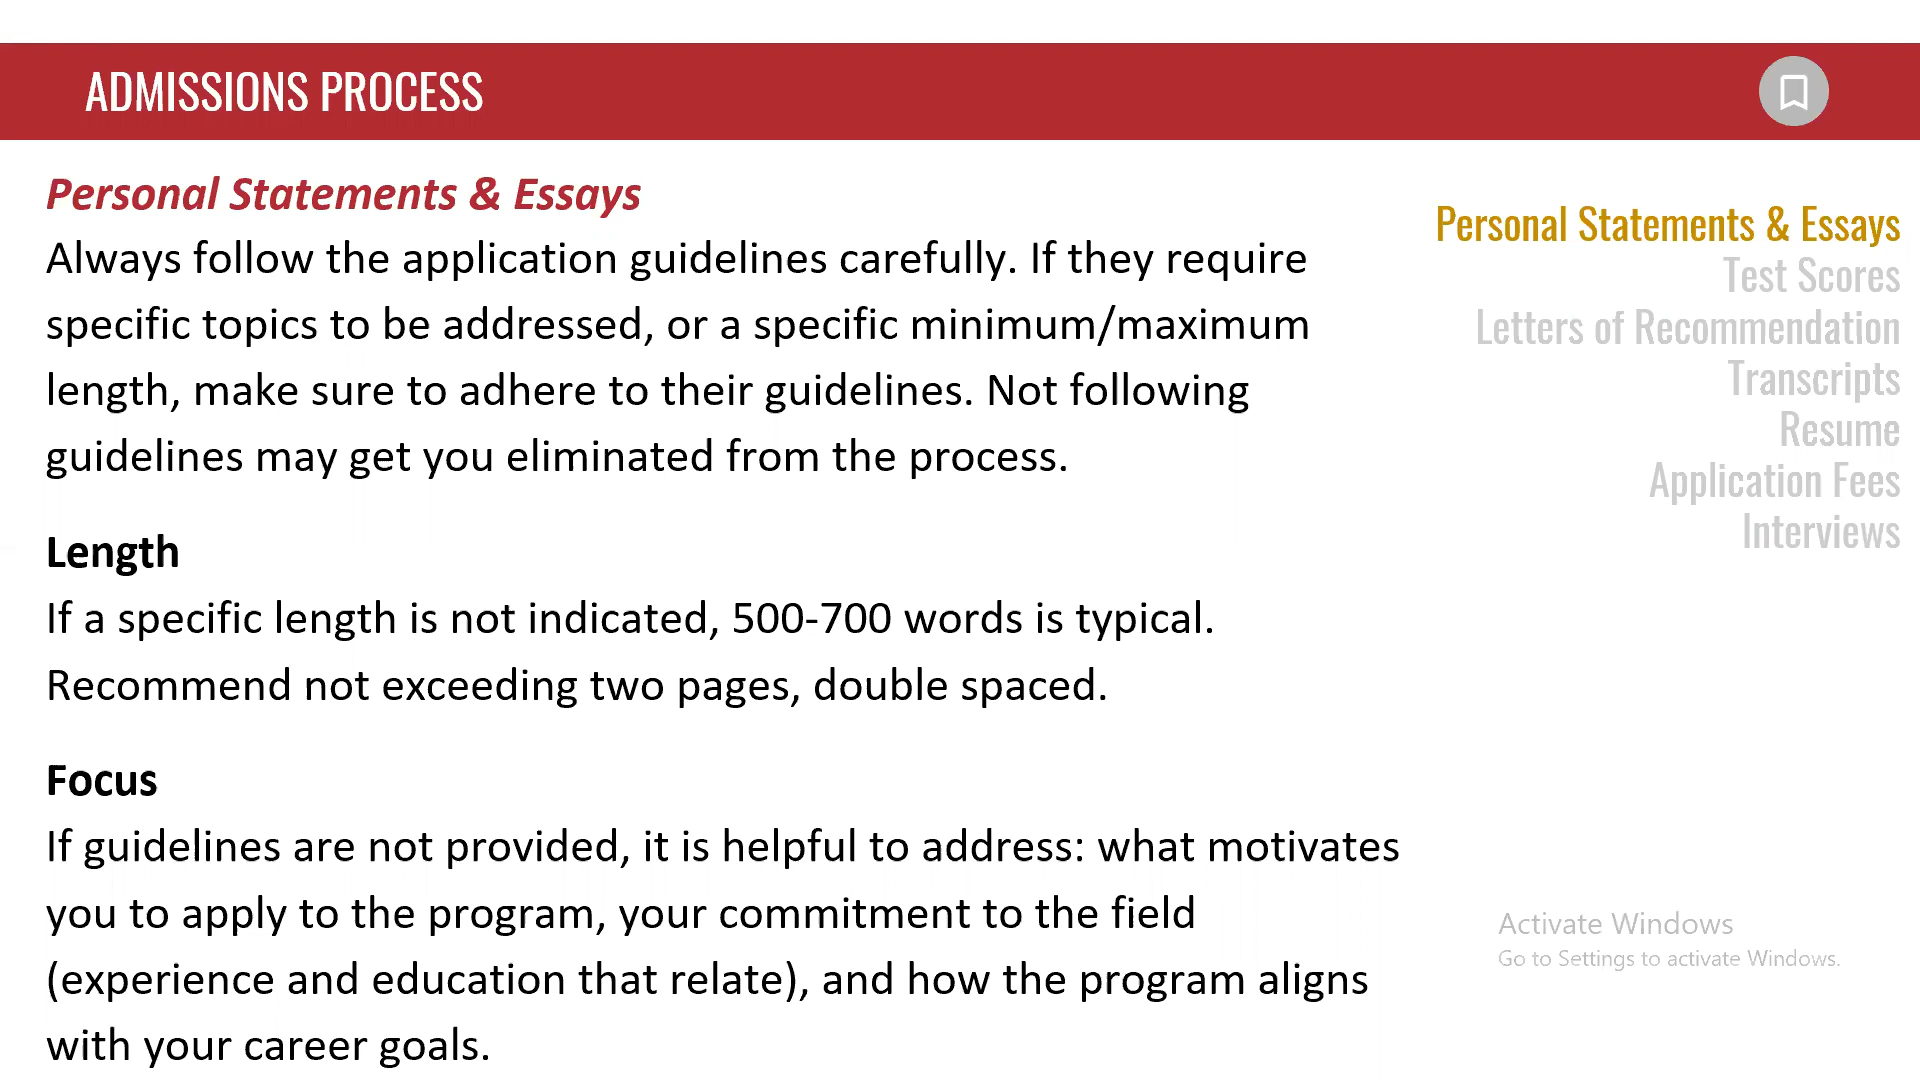 ADMISSIONS PROCESS
Personal Statements & Essays
Always follow the application guidelines carefully. If they require
specific topics to be addressed, or a specific minimum/maximum
length, make sure to adhere to their guidelines. Not following
guidelines may get you eliminated from the process.
Length
If a specific length is not indicated, 500-700 words is typical.
Recommend not exceeding two pages, double spaced.
Focus
If guidelines are not provided, it is helpful to address: what motivates
you to apply to the program, your commitment to the field
(experience and education that relate), and how the program aligns
with your career goals.
Personal Statements & Essays
Test Scores
Letters of Recommendation
Transcripts
Resume
Application Fees
Interviews
Activate Windows
Go to Settings to activate Windows.